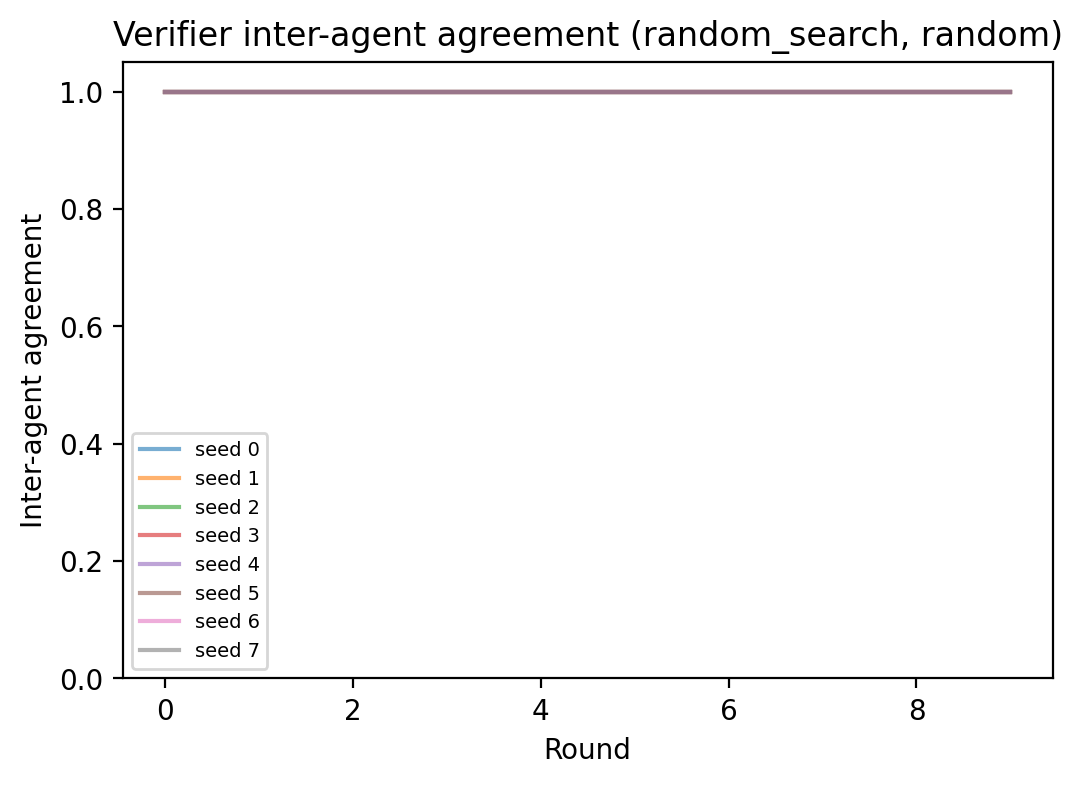 Verifier inter-agent agreement (random_search, random)
Inter-agent agreement
1.0
0.8
0.6
0.4
0.2
0.0
seed 0
seed 1
seed 2
seed 3
seed 4
seed 5
seed 6
seed 7
0 2 4 6 8
Round